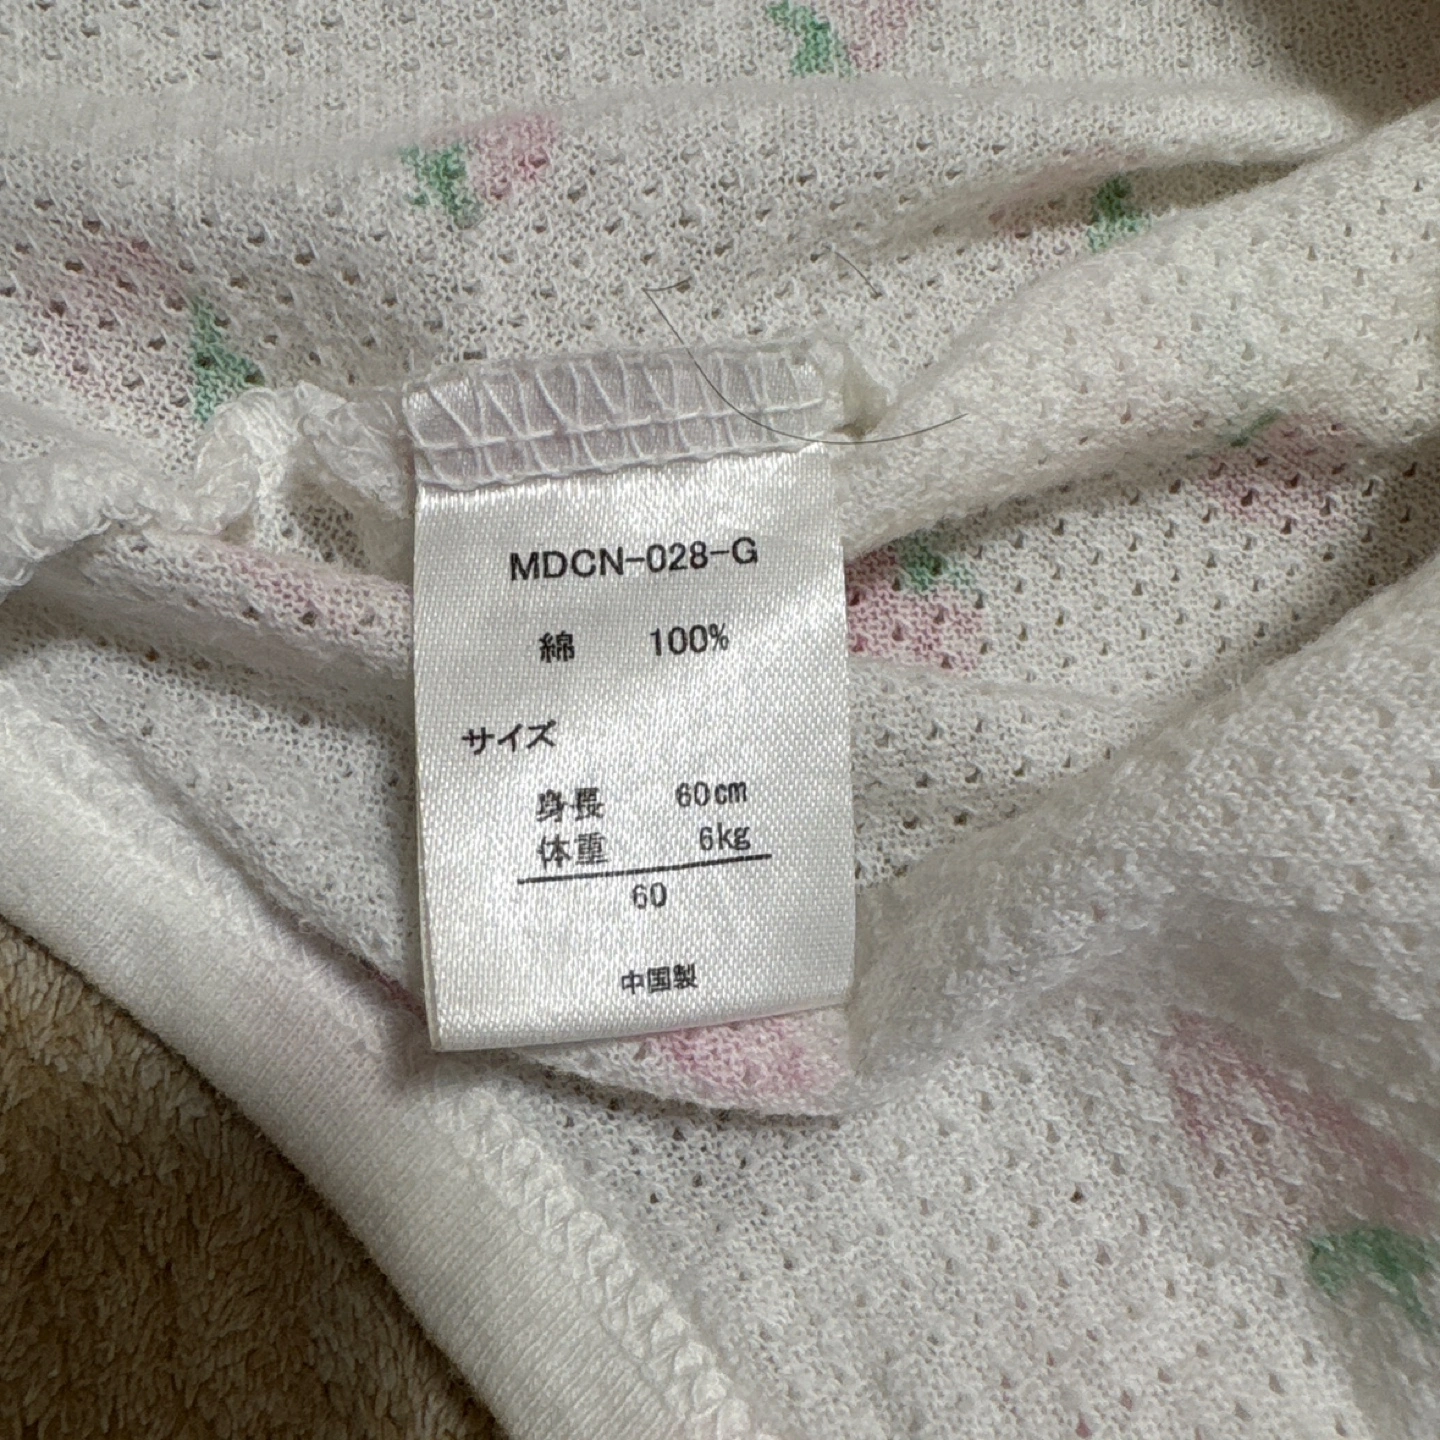 MDCN-028-G
綿 100%
サイズ
身長 60cm
体重 6kg
60
中国製